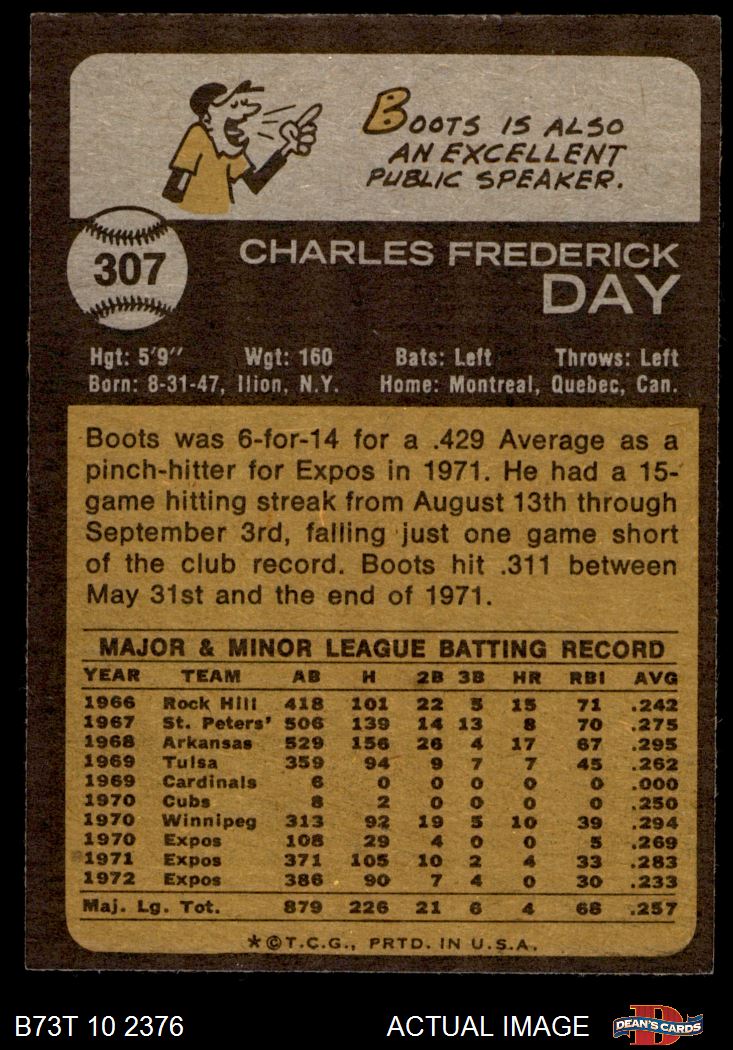 BOOTS IS ALSO
AN EXCELLENT
PUBLIC SPEAKER.
307
CHARLES FREDERICK
DAY
Hgt: 5'9" Wgt: 160 Bats: Left Throws: Left
Born: 8-31-47, Ilion, N.Y. Home: Montreal, Quebec, Can.
Boots was 6-for-14 for a .429 Average as a
pinch-hitter for Expos in 1971. He had a 15-
game hitting streak from August 13th through
September 3rd, falling just one game short
of the club record. Boots hit .311 between
May 31st and the end of 1971.
MAJOR & MINOR LEAGUE BATTING RECORD
YEAR TEAM AB H 2B 3B HR RBI AVG
1966 Rock Hill 418 101 22 5 15 71 .242
1967 St. Peters' 506 139 14 13 8 70 .275
1968 Arkansas 529 156 26 4 17 67 .295
1969 Tulsa 359 94 9 7 7 45 .262
1969 Cardinals 6 0 0 0 0 0 .000
1970 Cubs 8 2 0 0 0 0 .250
1970 Winnipeg 313 92 19 5 10 39 .294
1970 Expos 108 29 4 0 0 5 .269
1971 Expos 371 105 10 2 4 33 .283
1972 Expos 386 90 7 4 0 30 .233
Maj. Lg. Tot. 879 226 21 6 4 68 .257
*©T.C.G., PRTD. IN U.S.A.
B73T 10 2376 ACTUAL IMAGE DEAN'S CARDS